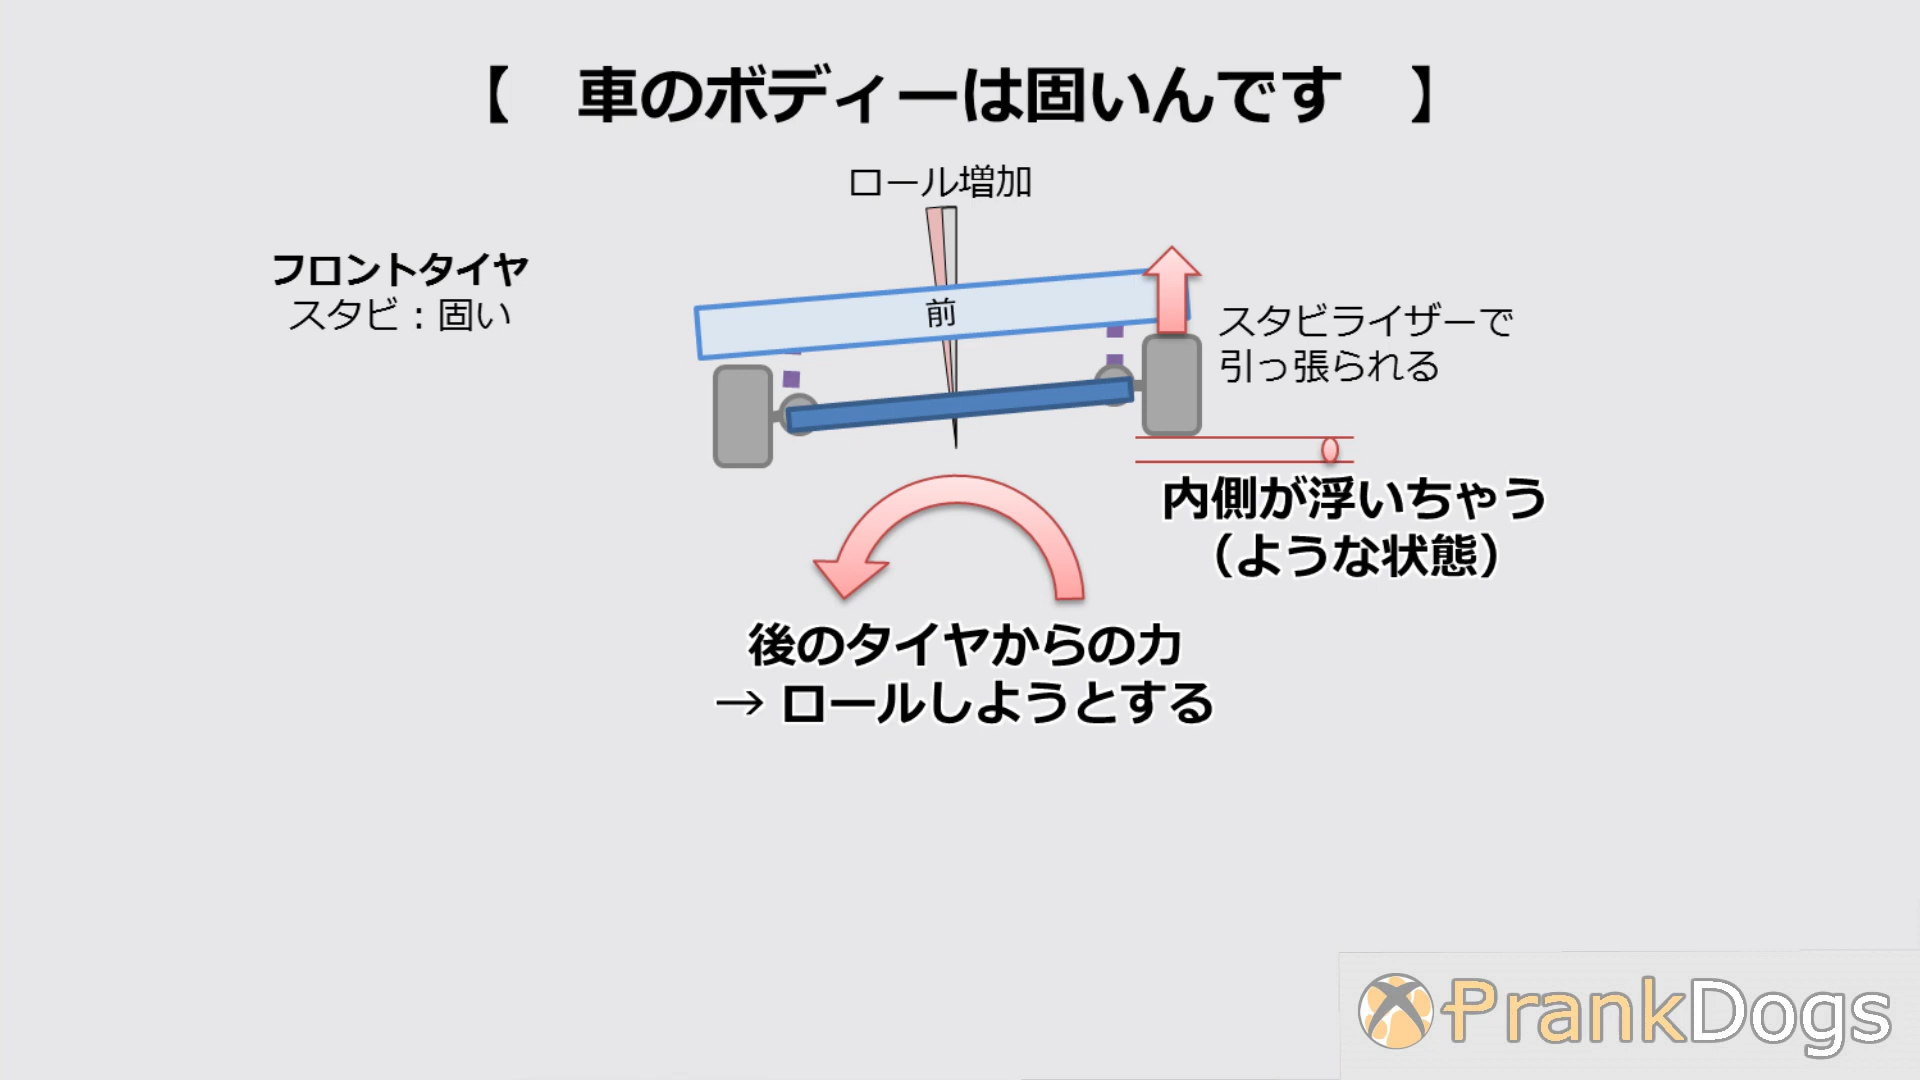 【　車のボディーは固いんです　】
ロール増加
フロントタイヤ
スタビ：固い
前
スタビライザーで
引っ張られる
内側が浮いちゃう
（ような状態）
後のタイヤからの力
→ ロールしようとする
PrankDogs